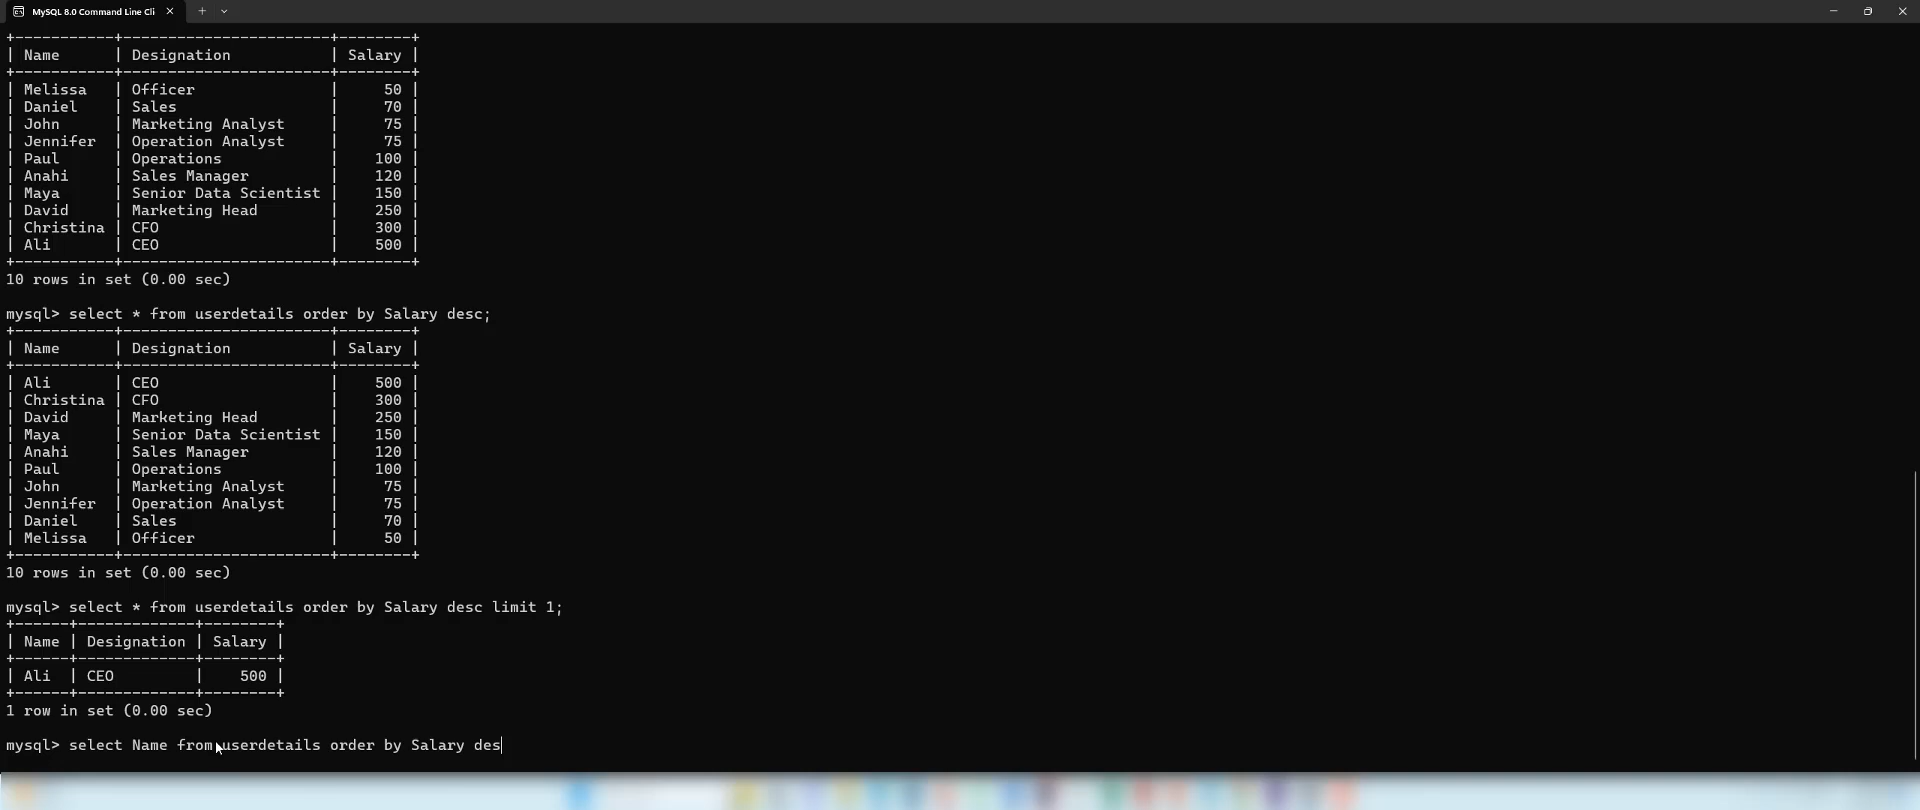 MySQL 8.0 Command Line Cli
+-----------+-----------------------+--------+
| Name      | Designation           | Salary |
+-----------+-----------------------+--------+
| Melissa   | Officer               |     50 |
| Daniel    | Sales                 |     70 |
| John      | Marketing Analyst     |     75 |
| Jennifer  | Operation Analyst     |     75 |
| Paul      | Operations            |    100 |
| Anahi     | Sales Manager         |    120 |
| Maya      | Senior Data Scientist |    150 |
| David     | Marketing Head        |    250 |
| Christina | CFO                   |    300 |
| Ali       | CEO                   |    500 |
+-----------+-----------------------+--------+
10 rows in set (0.00 sec)
mysql> select * from userdetails order by Salary desc;
+-----------+-----------------------+--------+
| Name      | Designation           | Salary |
+-----------+-----------------------+--------+
| Ali       | CEO                   |    500 |
| Christina | CFO                   |    300 |
| David     | Marketing Head        |    250 |
| Maya      | Senior Data Scientist |    150 |
| Anahi     | Sales Manager         |    120 |
| Paul      | Operations            |    100 |
| John      | Marketing Analyst     |     75 |
| Jennifer  | Operation Analyst     |     75 |
| Daniel    | Sales                 |     70 |
| Melissa   | Officer               |     50 |
+-----------+-----------------------+--------+
10 rows in set (0.00 sec)
mysql> select * from userdetails order by Salary desc limit 1;
+------+-------------+--------+
| Name | Designation | Salary |
+------+-------------+--------+
| Ali  | CEO         |    500 |
+------+-------------+--------+
1 row in set (0.00 sec)
mysql> select Name from userdetails order by Salary des